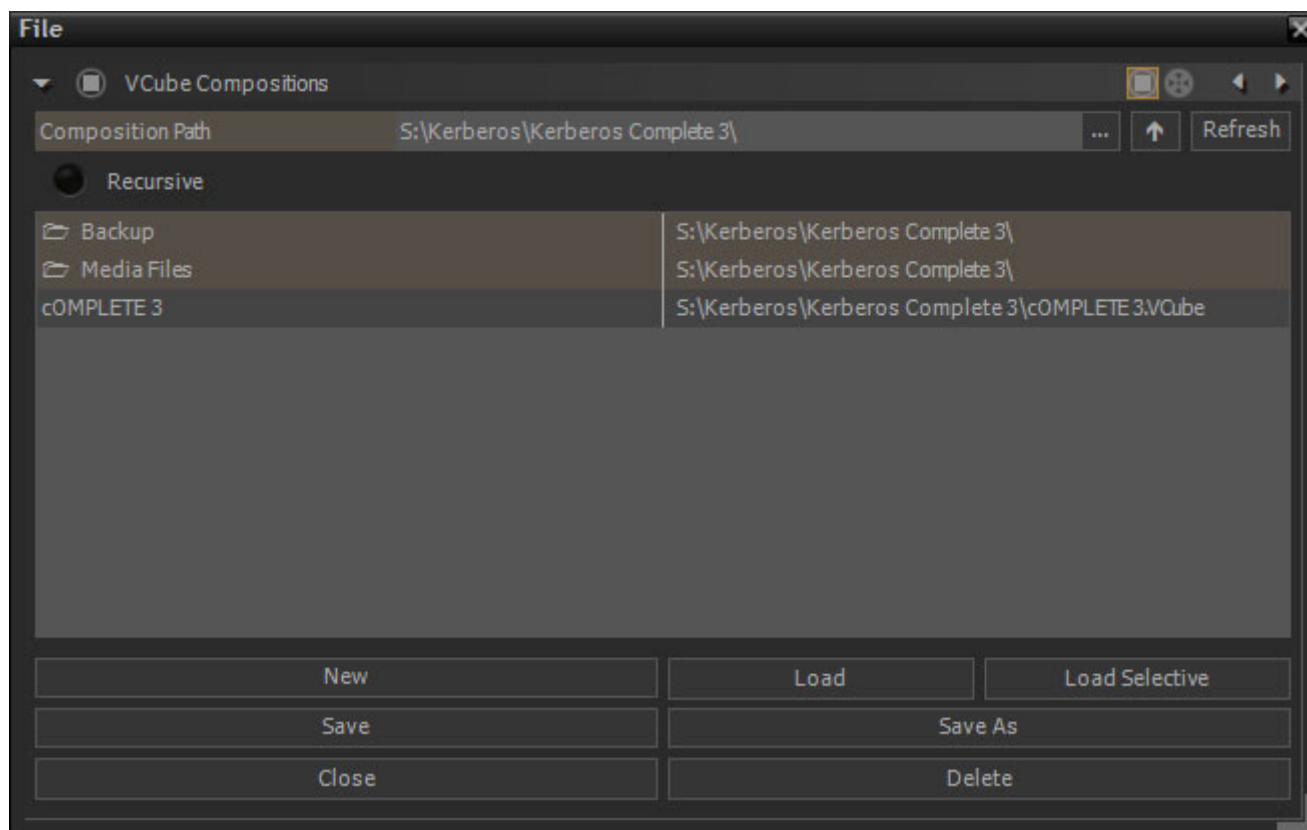 File
VCube Compositions
Composition Path S:\Kerberos\Kerberos Complete 3\ ... Refresh
Recursive
Backup S:\Kerberos\Kerberos Complete 3\
Media Files S:\Kerberos\Kerberos Complete 3\
cOMPLETE 3 S:\Kerberos\Kerberos Complete 3\cOMPLETE 3.VCube
New Load Load Selective
Save Save As
Close Delete